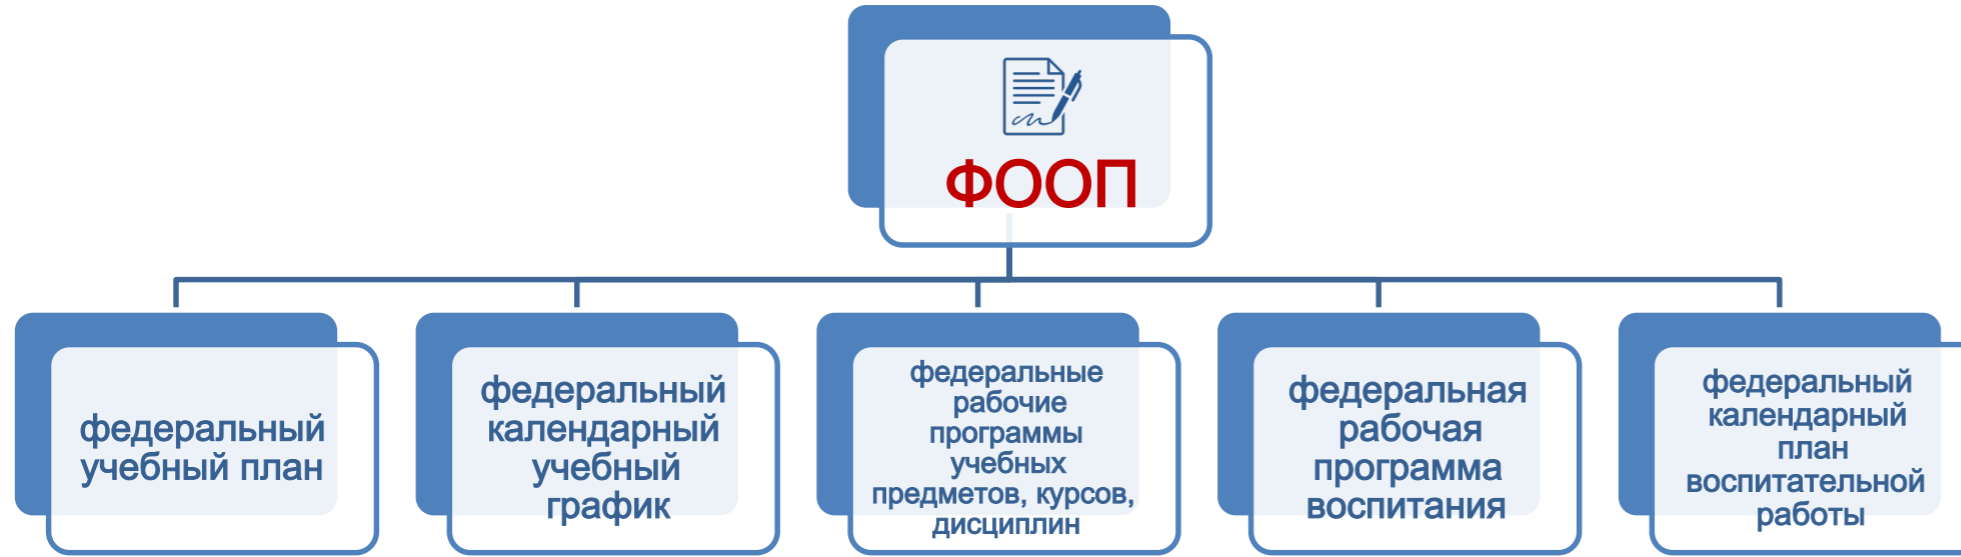 ФООП
федеральный
учебный план
федеральный
календарный
учебный
график
федеральные
рабочие
программы
учебных
предметов, курсов,
дисциплин
федеральная
рабочая
программа
воспитания
федеральный
календарный
план
воспитательной
работы